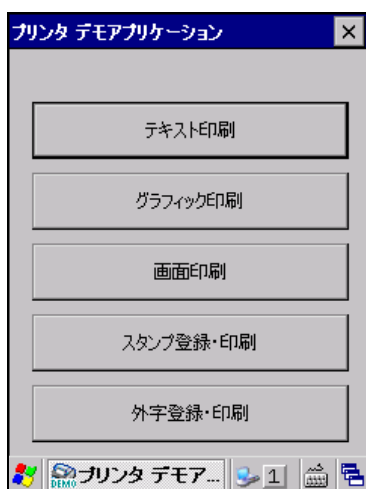 プリンタ デモアプリケーション
テキスト印刷
グラフィック印刷
画面印刷
スタンプ登録・印刷
外字登録・印刷
DEMO プリンタ デモア... 1